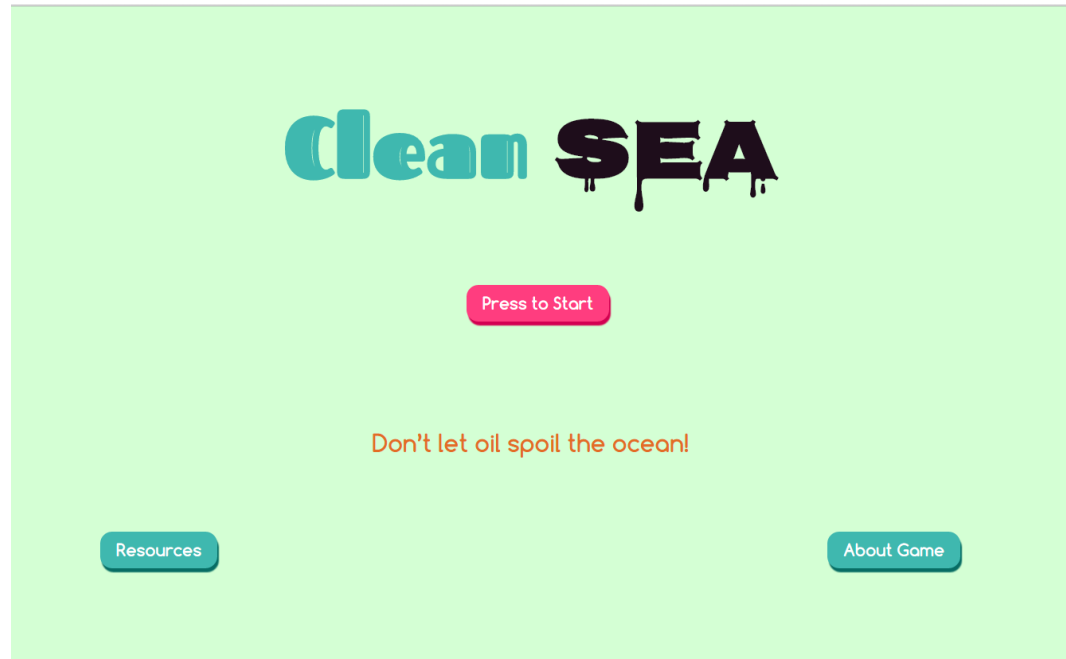 Clean SEA
Press to Start
Don't let oil spoil the ocean!
Resources
About Game